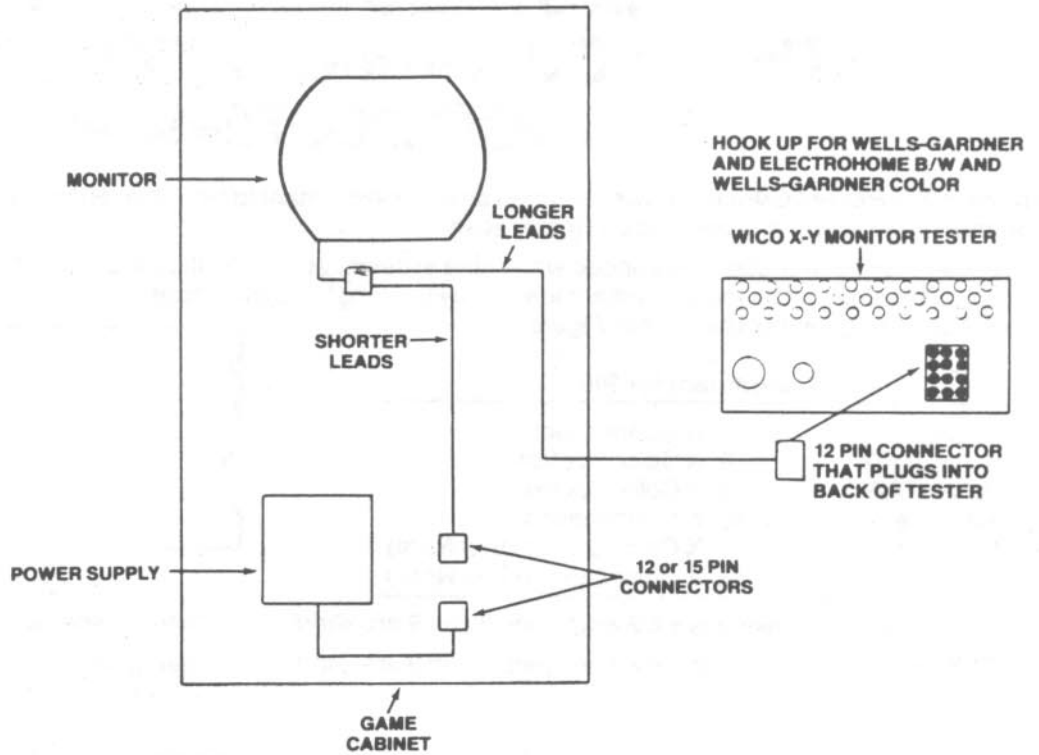 HOOK UP FOR WELLS-GARDNER
AND ELECTROHOME B/W AND
WELLS-GARDNER COLOR
MONITOR
LONGER
LEADS
WICO X-Y MONITOR TESTER
SHORTER
LEADS
12 PIN CONNECTOR
THAT PLUGS INTO
BACK OF TESTER
POWER SUPPLY
12 or 15 PIN
CONNECTORS
GAME
CABINET